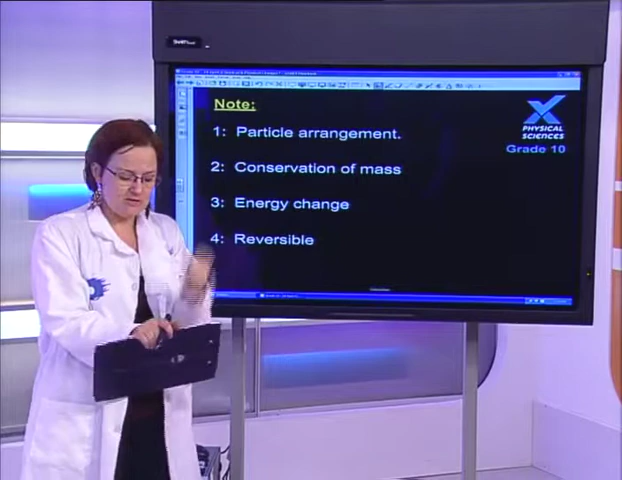 Note:
1: Particle arrangement.
2: Conservation of mass
3: Energy change
4: Reversible
X
PHYSICAL
SCIENCES
Grade 10